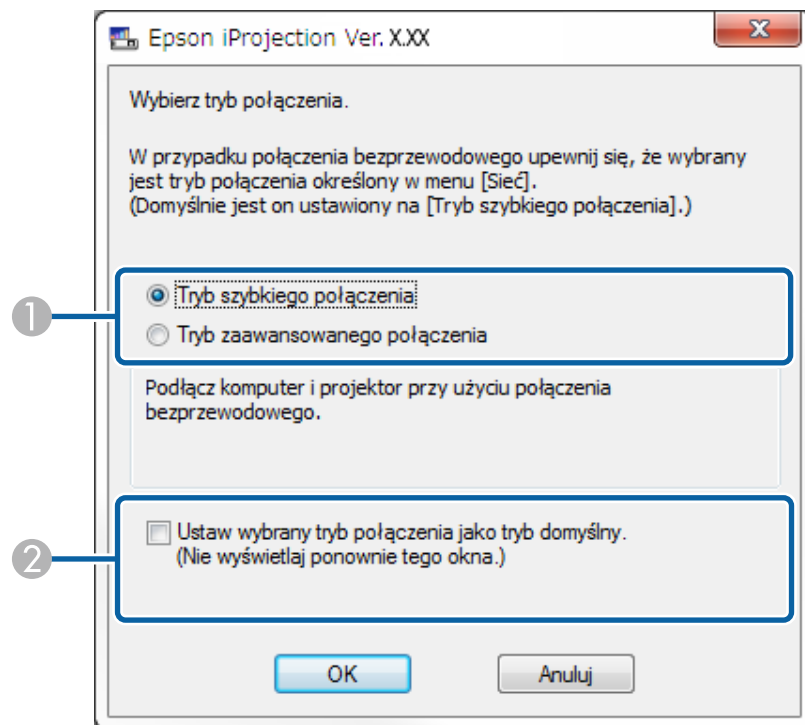 Epson iProjection Ver. X.XX
Wybierz tryb połączenia.
W przypadku połączenia bezprzewodowego upewnij się, że wybrany
jest tryb połączenia określony w menu [Sieć].
(Domyślnie jest on ustawiony na [Tryb szybkiego połączenia].)
1
Tryb szybkiego połączenia
Tryb zaawansowanego połączenia
Podłącz komputer i projektor przy użyciu połączenia
bezprzewodowego.
2
Ustaw wybrany tryb połączenia jako tryb domyślny.
(Nie wyświetlaj ponownie tego okna.)
OK
Anuluj